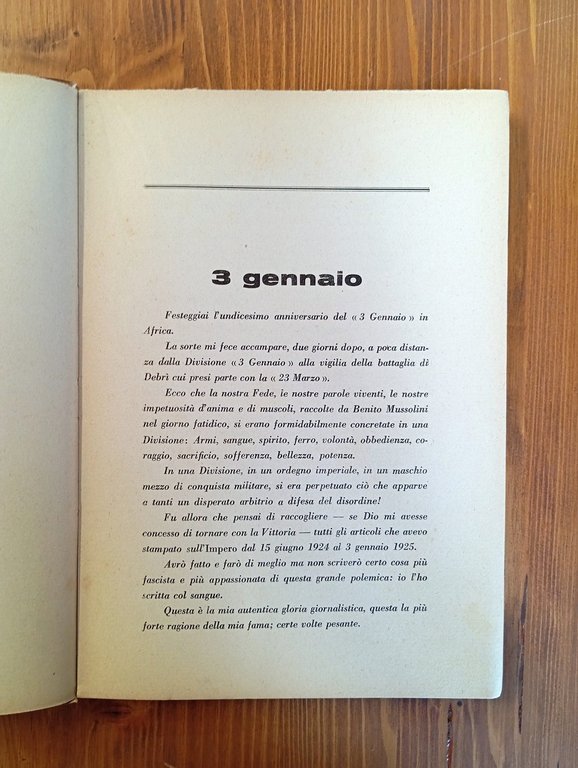 3 gennaio
Festeggiai l'undicesimo anniversario del « 3 Gennaio » in
Africa.
La sorte mi fece accampare, due giorni dopo, a poca distan-
za dalla Divisione « 3 Gennaio » alla vigilia della battaglia di
Debrì cui presi parte con la « 23 Marzo ».
Ecco che la nostra Fede, le nostre parole viventi, le nostre
impetuosità d'anima e di muscoli, raccolte da Benito Mussolini
nel giorno fatidico, si erano formidabilmente concretate in una
Divisione: Armi, sangue, spirito, ferro, volontà, obbedienza, co-
raggio, sacrificio, sofferenza, bellezza, potenza.
In una Divisione, in un ordegno imperiale, in un maschio
mezzo di conquista militare, si era perpetuato ciò che apparve
a tanti un disperato arbitrio a difesa del disordine!
Fu allora che pensai di raccogliere — se Dio mi avesse
concesso di tornare con la Vittoria — tutti gli articoli che avevo
stampato sull'Impero dal 15 giugno 1924 al 3 gennaio 1925.
Avrò fatto e farò di meglio ma non scriverò certo cosa più
fascista e più appassionata di questa grande polemica: io l'ho
scritta col sangue.
Questa è la mia autentica gloria giornalistica, questa la più
forte ragione della mia fama; certe volte pesante.